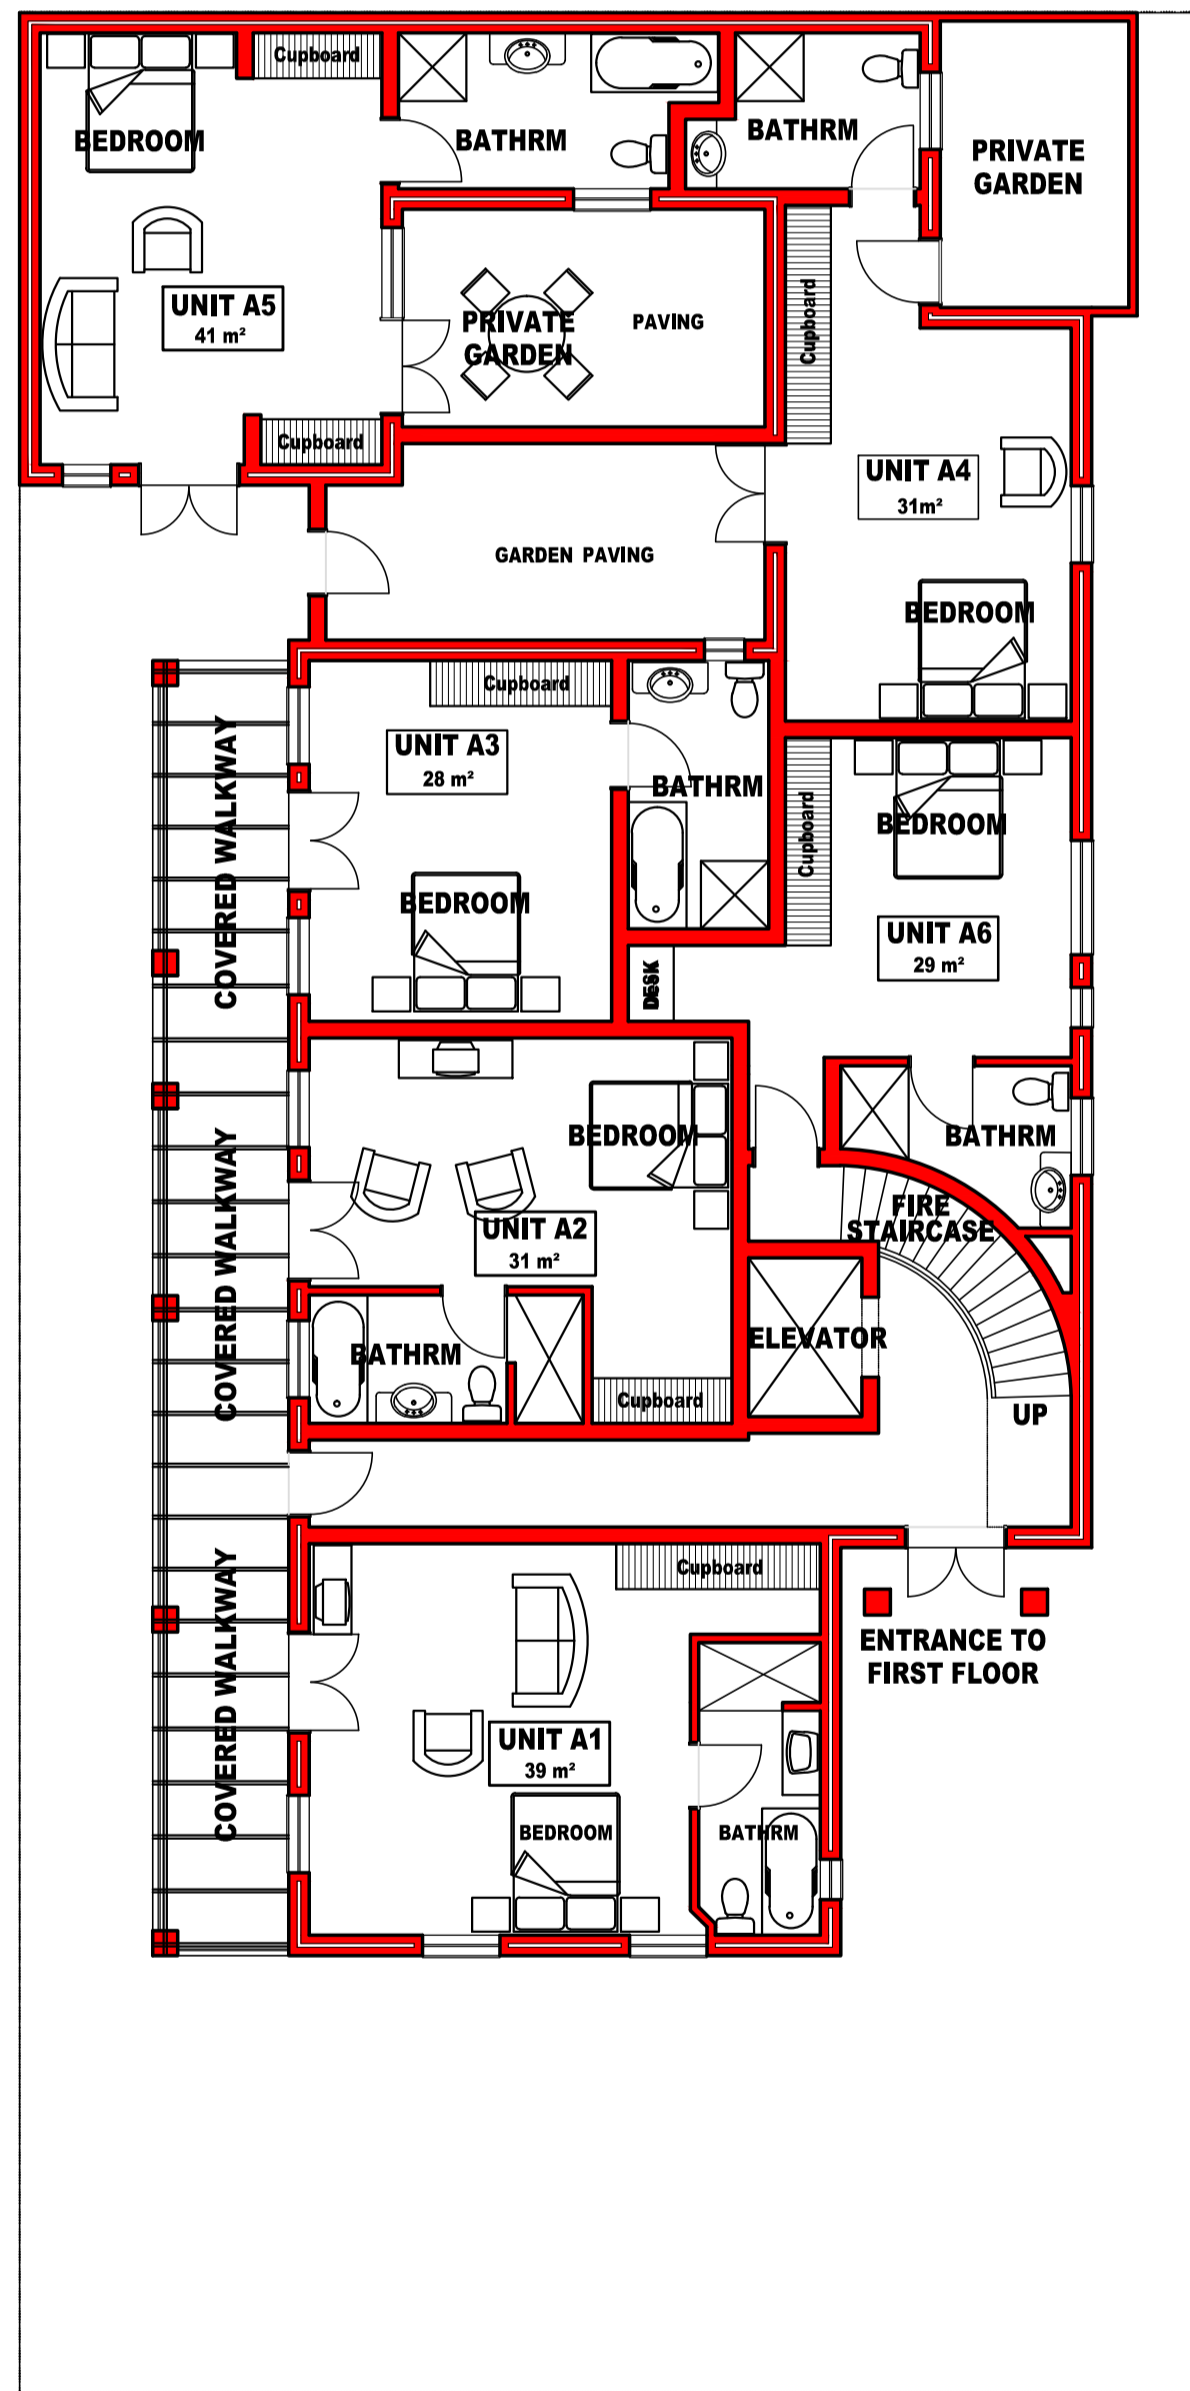 Cupboard
BEDROOM
BATHRM
BATHRM
PRIVATE
GARDEN
UNIT A5
41 m²
PRIVATE
GARDEN
PAVING
Cupboard
Cupboard
UNIT A4
31m²
GARDEN PAVING
BEDROOM
Cupboard
UNIT A3
28 m²
BATHRM
BEDROOM
COVERED WALKWAY
Cupboard
BEDROOM
UNIT A6
29 m²
DESK
BEDROOM
BATHRM
FIRE
STAIRCASE
UNIT A2
31 m²
COVERED WALKWAY
BATHRM
ELEVATOR
Cupboard
UP
Cupboard
ENTRANCE TO
FIRST FLOOR
COVERED WALKWAY
UNIT A1
39 m²
BEDROOM
BATHRM